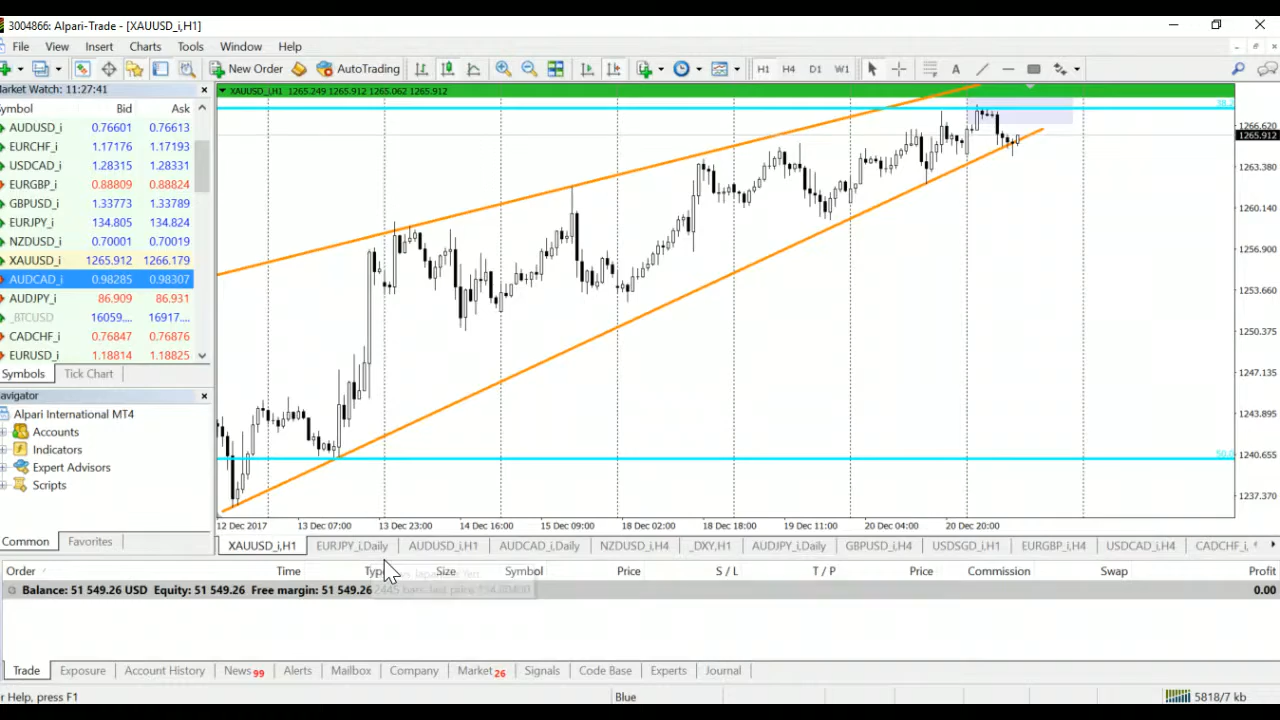 3004866: Alpari-Trade - [XAUUSD_i,H1]
File View Insert Charts Tools Window Help
New Order AutoTrading H1 H4 D1 W1 A
Market Watch: 11:27:41
Symbol Bid Ask
AUDUSD_i 0.76601 0.76613
EURCHF_i 1.17176 1.17193
USDCAD_i 1.28315 1.28331
EURGBP_i 0.88809 0.88824
GBPUSD_i 1.33773 1.33789
EURJPY_i 134.805 134.824
NZDUSD_i 0.70001 0.70019
XAUUSD_i 1265.912 1266.179
AUDCAD_i 0.98285 0.98307
AUDJPY_i 86.909 86.931
_BTCUSD 16059.... 16917....
CADCHF_i 0.76847 0.76876
EURUSD_i 1.18814 1.18825
Symbols Tick Chart
Navigator
Alpari International MT4
Accounts
Indicators
Expert Advisors
Scripts
Common Favorites
XAUUSD_i,H1 1265.249 1265.912 1265.062 1265.912
38.2
1266.620
1265.912
1263.380
1260.140
1256.900
1253.660
1250.375
1247.135
1243.895
50.0
1240.655
1237.370
12 Dec 2017 13 Dec 07:00 13 Dec 23:00 14 Dec 16:00 15 Dec 09:00 18 Dec 02:00 18 Dec 18:00 19 Dec 11:00 20 Dec 04:00 20 Dec 20:00
XAUUSD_i,H1 EURJPY_i,Daily AUDUSD_i,H1 AUDCAD_i,Daily NZDUSD_i,H4 _DXY,H1 AUDJPY_i,Daily GBPUSD_i,H4 USDSGD_i,H1 EURGBP_i,H4 USDCAD_i,H4 CADCHF_i,
Order Time Type Size Symbol Price S / L T / P Price Commission Swap Profit
Balance: 51 549.26 USD Equity: 51 549.26 Free margin: 51 549.26 0.00
Trade Exposure Account History News 99 Alerts Mailbox Company Market 26 Signals Code Base Experts Journal
r Help, press F1 Blue 5818/7 kb